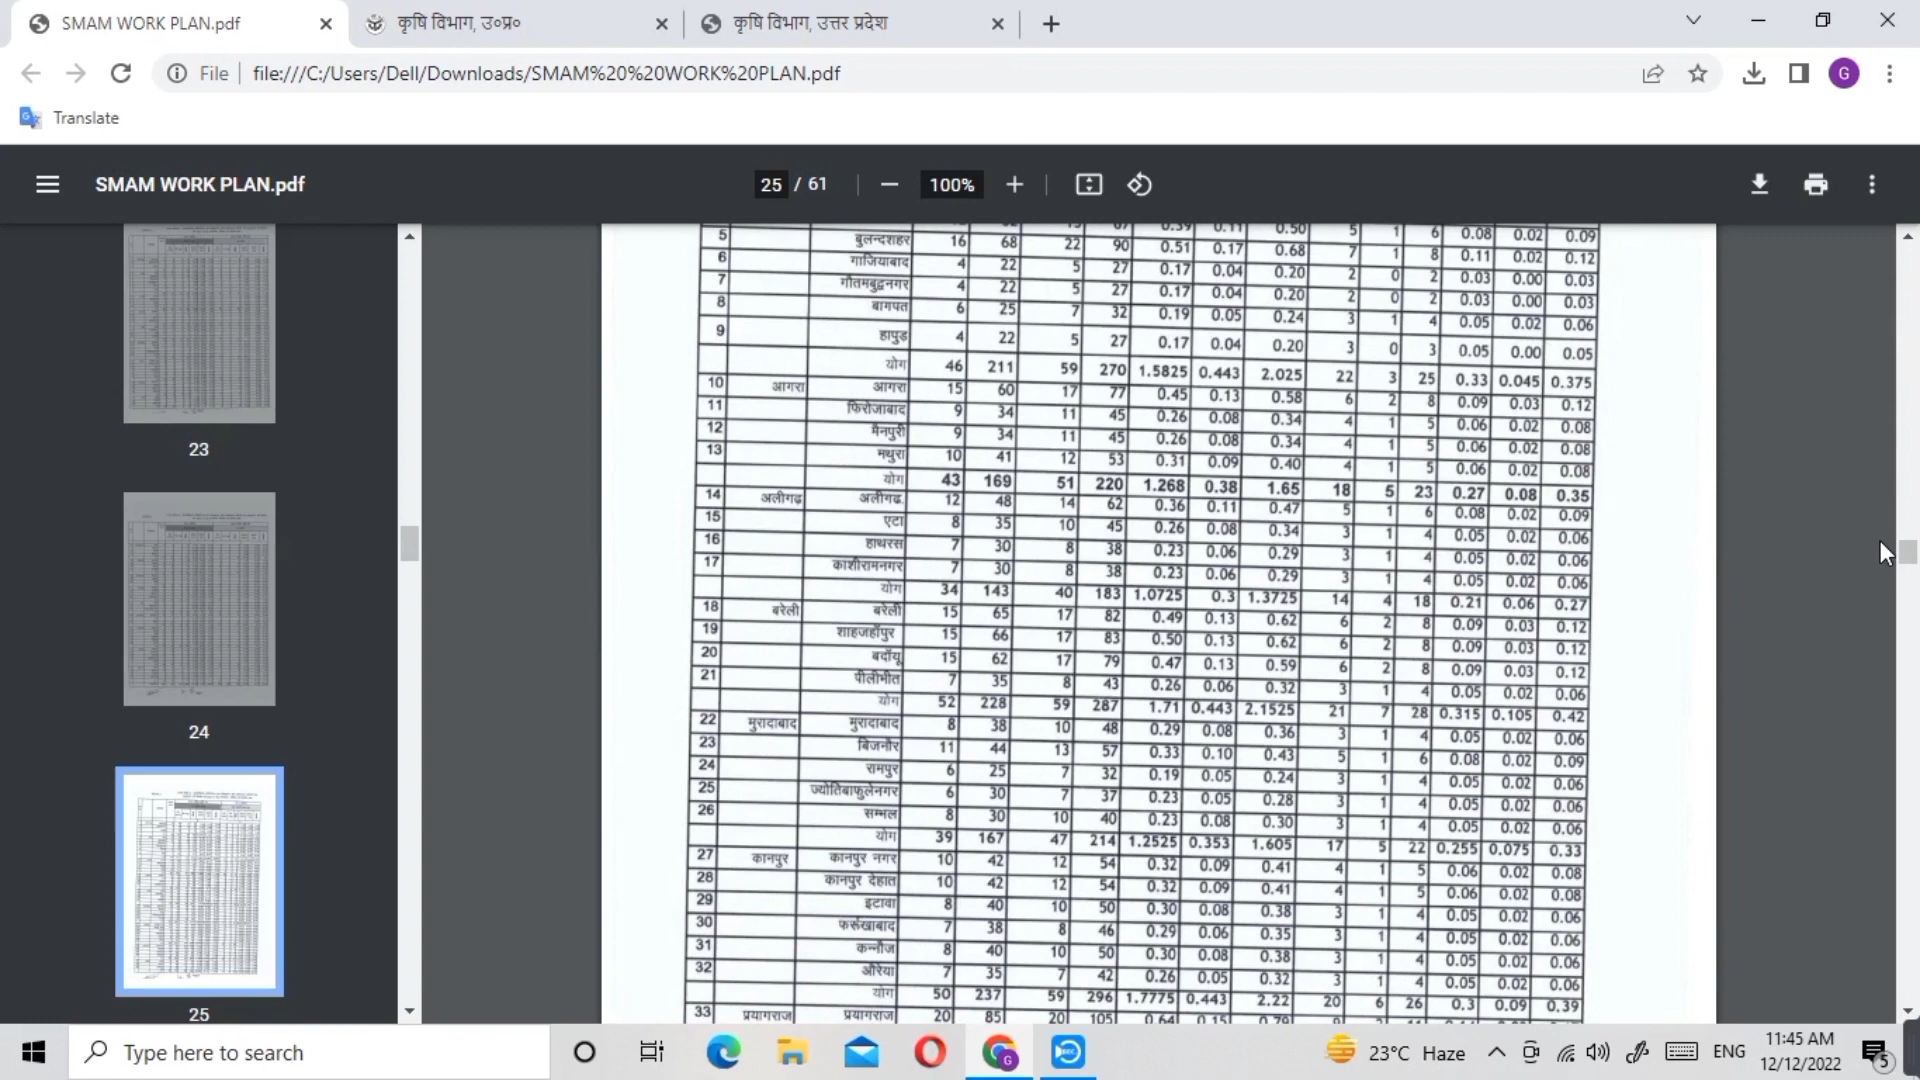 SMAM WORK PLAN.pdf
कृषि विभाग, उ०प्र०
कृषि विभाग, उत्तर प्रदेश
File file:///C:/Users/Dell/Downloads/SMAM%20%20WORK%20PLAN.pdf
G
Translate
SMAM WORK PLAN.pdf
25 / 61
100%
23
24
25
5 बुलन्दशहर 16 68 22 90 0.51 0.17 0.68 7 1 8 0.11 0.02 0.12
6 गाजियाबाद 4 22 5 27 0.17 0.04 0.20 2 0 2 0.03 0.00 0.03
7 गौतमबुद्धनगर 4 22 5 27 0.17 0.04 0.20 2 0 2 0.03 0.00 0.03
8 बागपत 6 25 7 32 0.19 0.05 0.24 3 1 4 0.05 0.02 0.06
9 हापुड 4 22 5 27 0.17 0.04 0.20 3 0 3 0.05 0.00 0.05
योग 46 211 59 270 1.5825 0.443 2.025 22 3 25 0.33 0.045 0.375
10 आगरा आगरा 15 60 17 77 0.45 0.13 0.58 6 2 8 0.09 0.03 0.12
11 फिरोजाबाद 9 34 11 45 0.26 0.08 0.34 4 1 5 0.06 0.02 0.08
12 मैनपुरी 9 34 11 45 0.26 0.08 0.34 4 1 5 0.06 0.02 0.08
13 मथुरा 10 41 12 53 0.31 0.09 0.40 4 1 5 0.06 0.02 0.08
योग 43 169 51 220 1.268 0.38 1.65 18 5 23 0.27 0.08 0.35
14 अलीगढ़ अलीगढ. 12 48 14 62 0.36 0.11 0.47 5 1 6 0.08 0.02 0.09
15 एटा 8 35 10 45 0.26 0.08 0.34 3 1 4 0.05 0.02 0.06
16 हाथरस 7 30 8 38 0.23 0.06 0.29 3 1 4 0.05 0.02 0.06
17 काशीरामनगर 7 30 8 38 0.23 0.06 0.29 3 1 4 0.05 0.02 0.06
योग 34 143 40 183 1.0725 0.3 1.3725 14 4 18 0.21 0.06 0.27
18 बरेली बरेली 15 65 17 82 0.49 0.13 0.62 6 2 8 0.09 0.03 0.12
19 शाहजहाँपुर 15 66 17 83 0.50 0.13 0.62 6 2 8 0.09 0.03 0.12
20 बदाँयू 15 62 17 79 0.47 0.13 0.59 6 2 8 0.09 0.03 0.12
21 पीलीभीत 7 35 8 43 0.26 0.06 0.32 3 1 4 0.05 0.02 0.06
योग 52 228 59 287 1.71 0.443 2.1525 21 7 28 0.315 0.105 0.42
22 मुरादाबाद मुरादाबाद 8 38 10 48 0.29 0.08 0.36 3 1 4 0.05 0.02 0.06
23 बिजनौर 11 44 13 57 0.33 0.10 0.43 5 1 6 0.08 0.02 0.09
24 रामपुर 6 25 7 32 0.19 0.05 0.24 3 1 4 0.05 0.02 0.06
25 ज्योतिबाफुलेनगर 6 30 7 37 0.23 0.05 0.28 3 1 4 0.05 0.02 0.06
26 सम्भल 8 30 10 40 0.23 0.08 0.30 3 1 4 0.05 0.02 0.06
योग 39 167 47 214 1.2525 0.353 1.605 17 5 22 0.255 0.075 0.33
27 कानपुर कानपुर नगर 10 42 12 54 0.32 0.09 0.41 4 1 5 0.06 0.02 0.08
28 कानपुर देहात 10 42 12 54 0.32 0.09 0.41 4 1 5 0.06 0.02 0.08
29 इटावा 8 40 10 50 0.30 0.08 0.38 3 1 4 0.05 0.02 0.06
30 फर्रूखाबाद 7 38 8 46 0.29 0.06 0.35 3 1 4 0.05 0.02 0.06
31 कन्नौज 8 40 10 50 0.30 0.08 0.38 3 1 4 0.05 0.02 0.06
32 औरैया 7 35 7 42 0.26 0.05 0.32 3 1 4 0.05 0.02 0.06
योग 50 237 59 296 1.7775 0.443 2.22 20 6 26 0.3 0.09 0.39
33 प्रयागराज प्रयागराज 20 85 20 105 0.64 0.15 0.79
Type here to search
23°C Haze
ENG
11:45 AM
12/12/2022
5